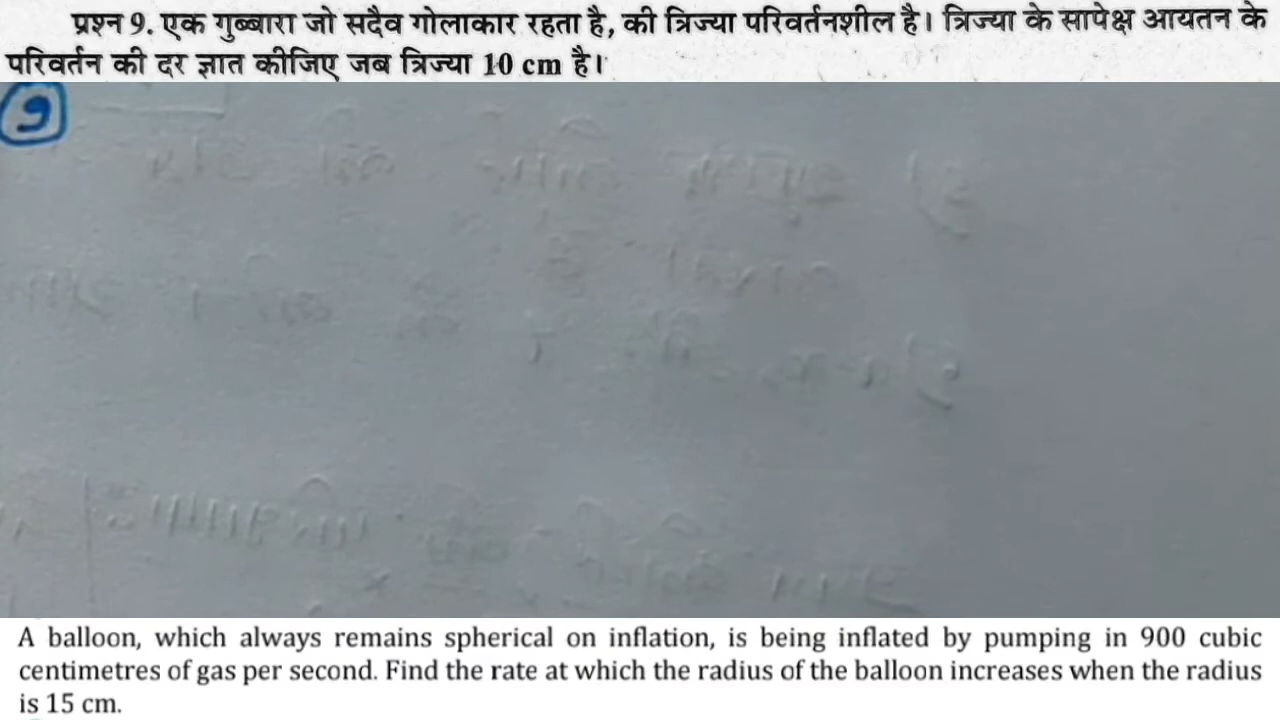 प्रश्न 9. एक गुब्बारा जो सदैव गोलाकार रहता है, की त्रिज्या परिवर्तनशील है। त्रिज्या के सापेक्ष आयतन के
परिवर्तन की दर ज्ञात कीजिए जब त्रिज्या 10 cm है।
9
A balloon, which always remains spherical on inflation, is being inflated by pumping in 900 cubic
centimetres of gas per second. Find the rate at which the radius of the balloon increases when the radius
is 15 cm.